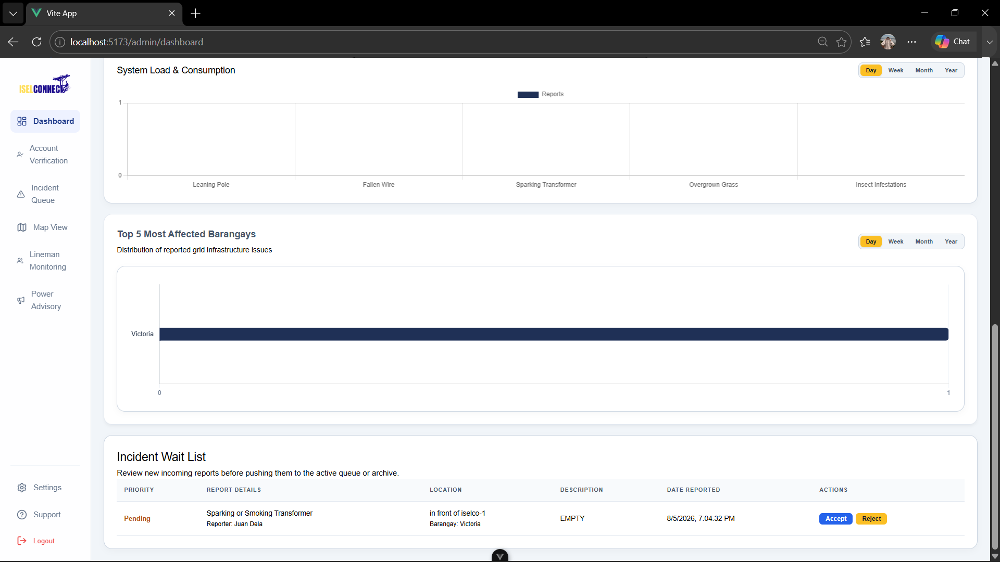 Vite App
localhost:5173/admin/dashboard
Chat
ISELCONNECT
Dashboard
Account
Verification
Incident
Queue
Map View
Lineman
Monitoring
Power
Advisory
Settings
Support
Logout
System Load & Consumption
Day Week Month Year
Reports
1
0
Leaning Pole Fallen Wire Sparking Transformer Overgrown Grass Insect Infestations
Top 5 Most Affected Barangays
Distribution of reported grid infrastructure issues
Day Week Month Year
Victoria
0 1
Incident Wait List
Review new incoming reports before pushing them to the active queue or archive.
PRIORITY REPORT DETAILS LOCATION DESCRIPTION DATE REPORTED ACTIONS
Pending Sparking or Smoking Transformer in front of iselco-1 EMPTY 8/5/2026, 7:04:32 PM Accept Reject
Reporter: Juan Dela Barangay: Victoria